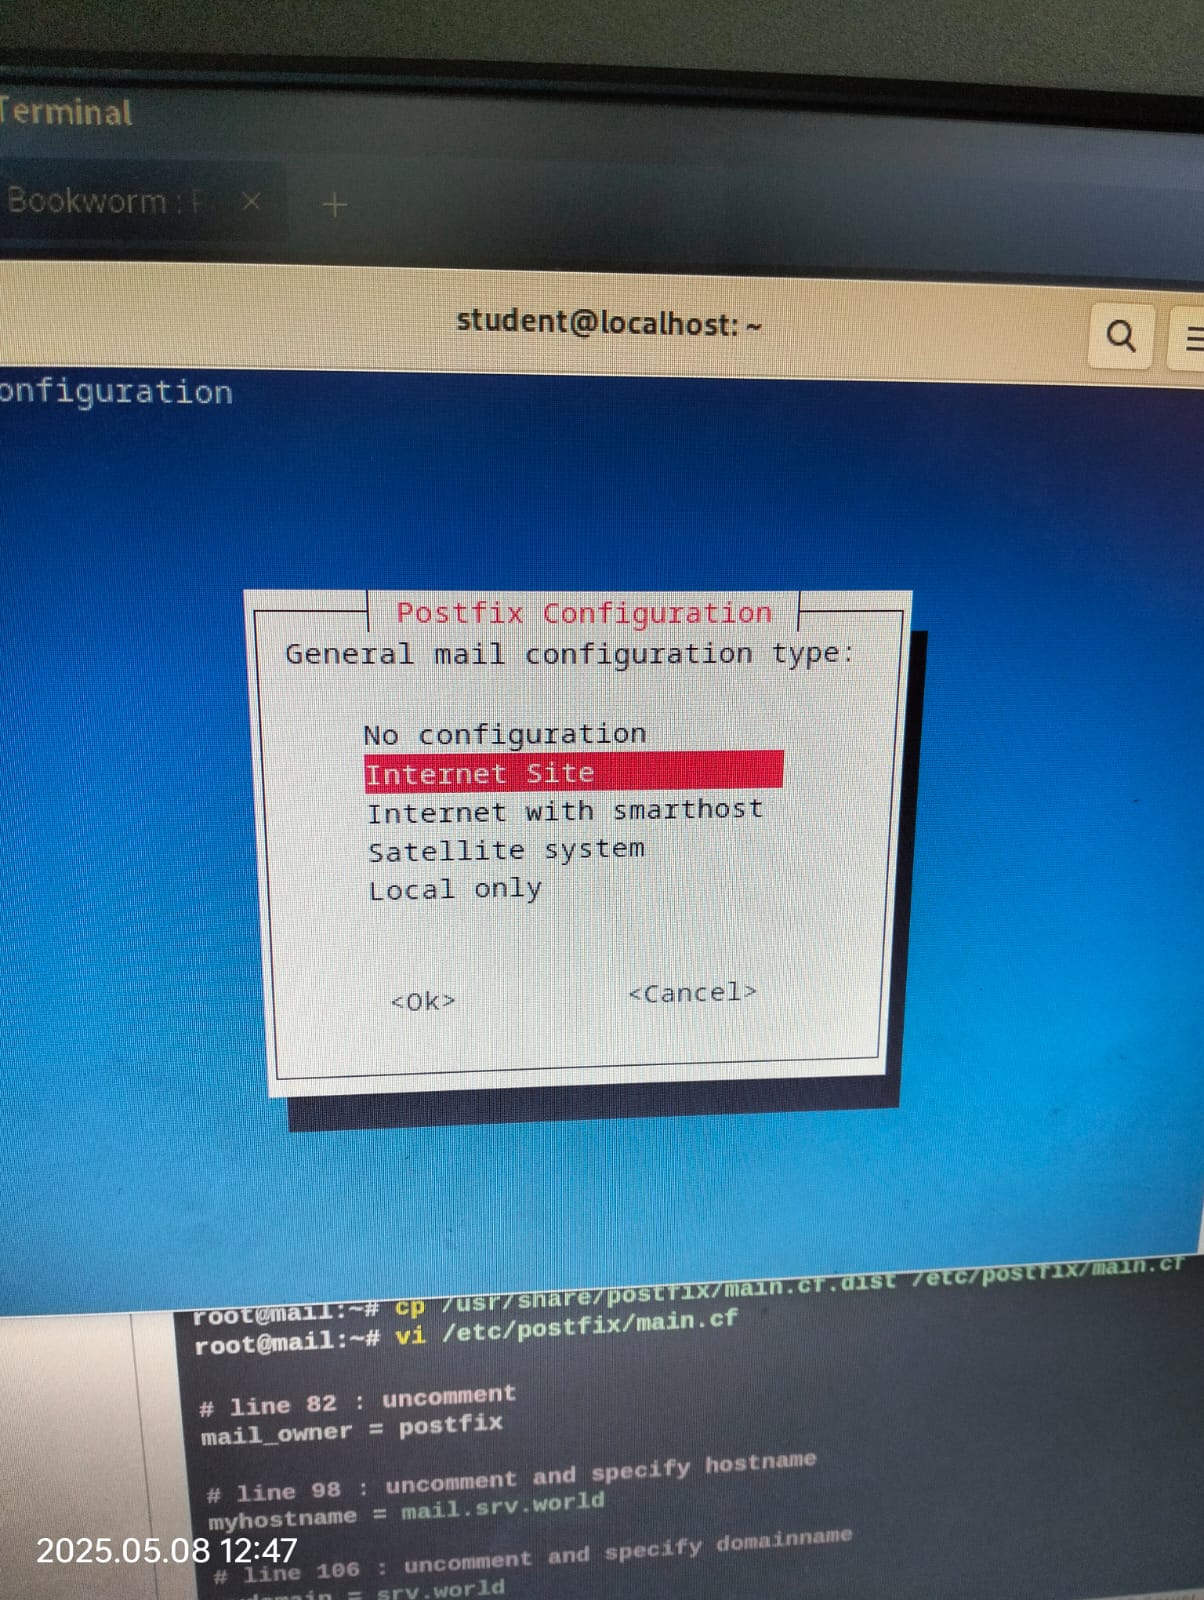 Terminal
Bookworm :
student@localhost: ~
onfiguration
Postfix Configuration
General mail configuration type:
No configuration
Internet Site
Internet with smarthost
Satellite system
Local only
<Ok> <Cancel>
root@mail:~# cp /usr/share/postfix/main.cf.dist /etc/postfix/main.cf
root@mail:~# vi /etc/postfix/main.cf
# line 82 : uncomment
mail_owner = postfix
# line 98 : uncomment and specify hostname
myhostname = mail.srv.world
# line 106 : uncomment and specify domainname
= srv.world
2025.05.08 12:47